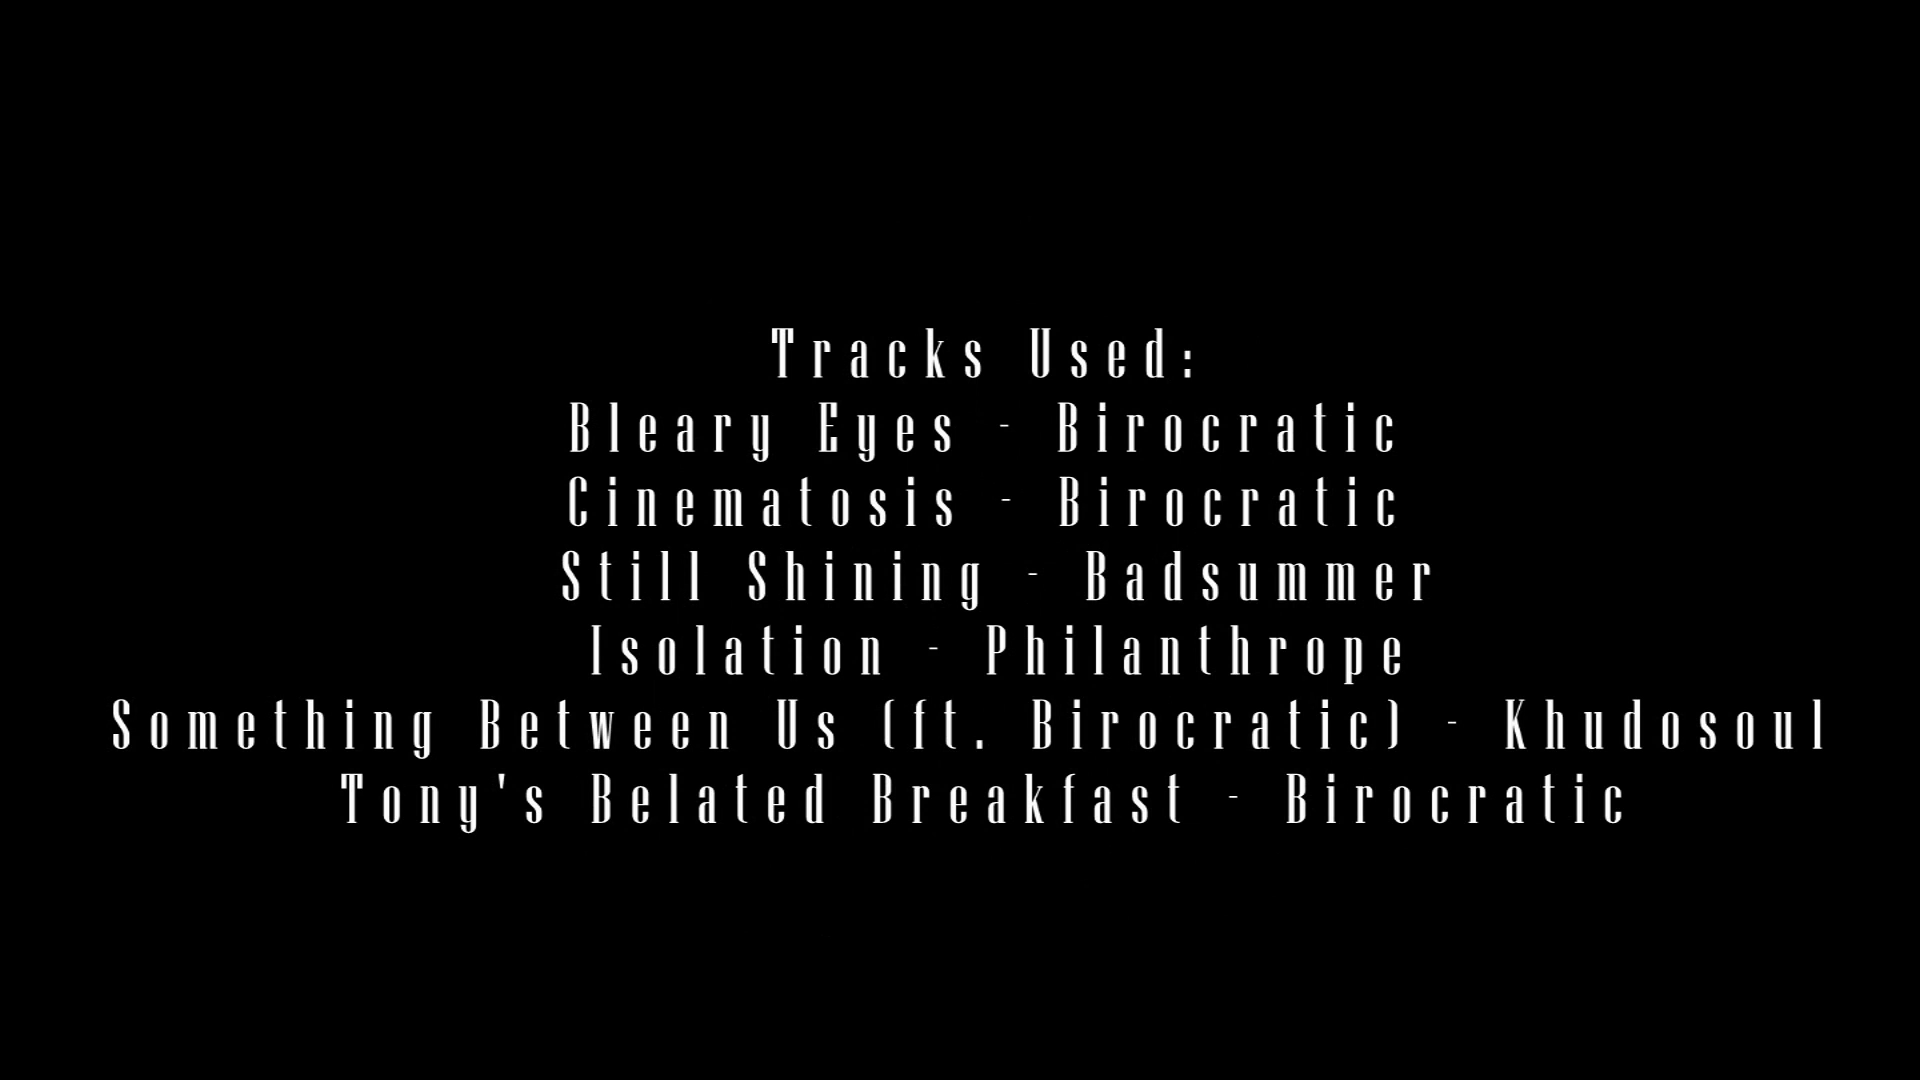 Tracks Used:
Bleary Eyes - Birocratic
Cinematosis - Birocratic
Still Shining - Badsummer
Isolation - Philanthrope
Something Between Us (ft. Birocratic) - Khudosoul
Tony's Belated Breakfast - Birocratic